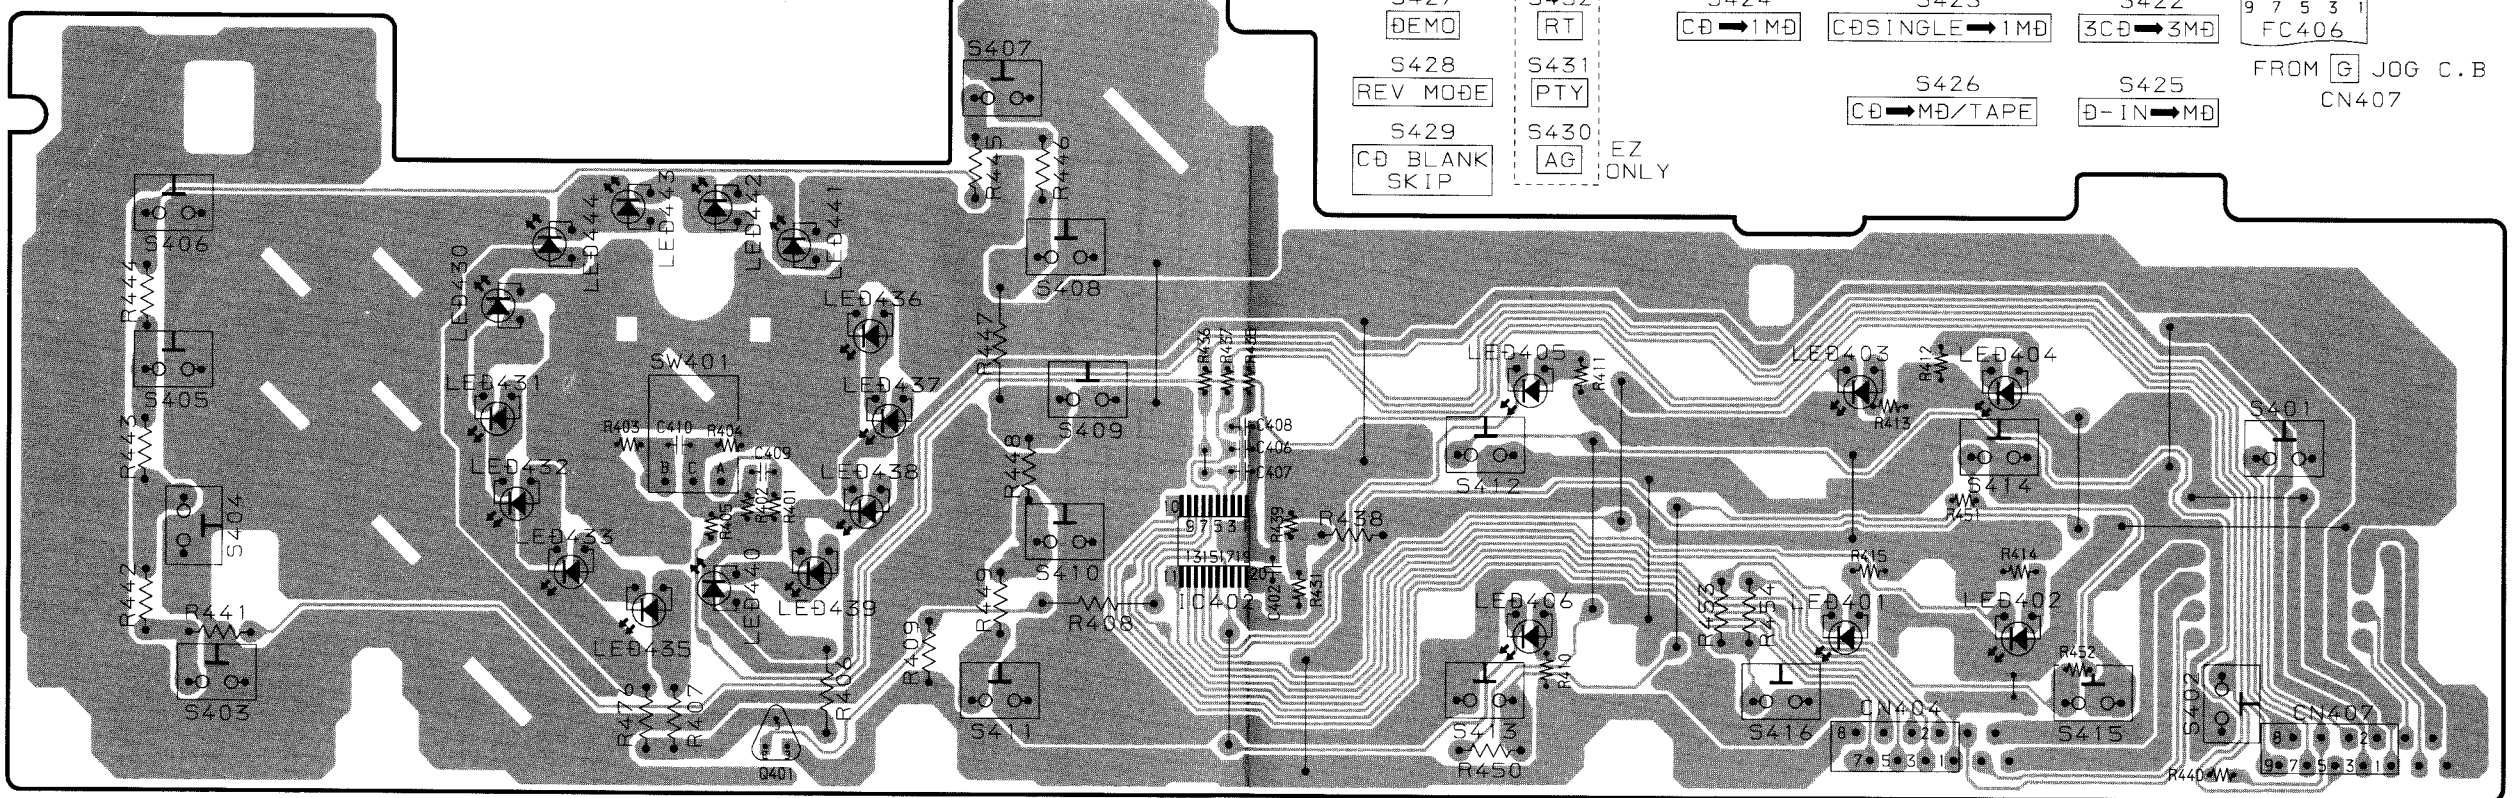 S427
DEMO
S428
REV MODE
S429
CD BLANK
SKIP
S432
RT
S431
PTY
S430
AG
EZ
ONLY
S424
CD➡1MD
S423
CDSINGLE➡1MD
S422
3CD➡3MD
S426
CD➡MD/TAPE
S425
D-IN➡MD
9 7 5 3 1
FC406
FROM G JOG C.B
CN407
S407
R445
R446
S406
LED444
LED443
LED442
LED441
S408
R444
LED430
LED436
R447
R436
R437
R438
S405
LED431
SW401
LED437
S409
LED405
R411
LED403
R412
LED404
R413
S401
R443
R403
C410
R404
C409
B C A
C408
C406
C407
R448
S412
S414
LED432
LED438
S404
R405
R402
R401
10
9 7 5 3 1
R439
R438
R451
LED433
LED440
LED439
S410
13151719
11
20
IC402
C402
R431
R415
R414
R442
R441
LED435
R409
R449
R408
LED406
R453
R454
LED401
LED402
R410
R452
S403
R470
R407
R406
Q401
S411
S413
R450
S416
CN404
8 2
7 5 3 1
S415
S402
CN407
8 2
9 7 5 3 1
R440